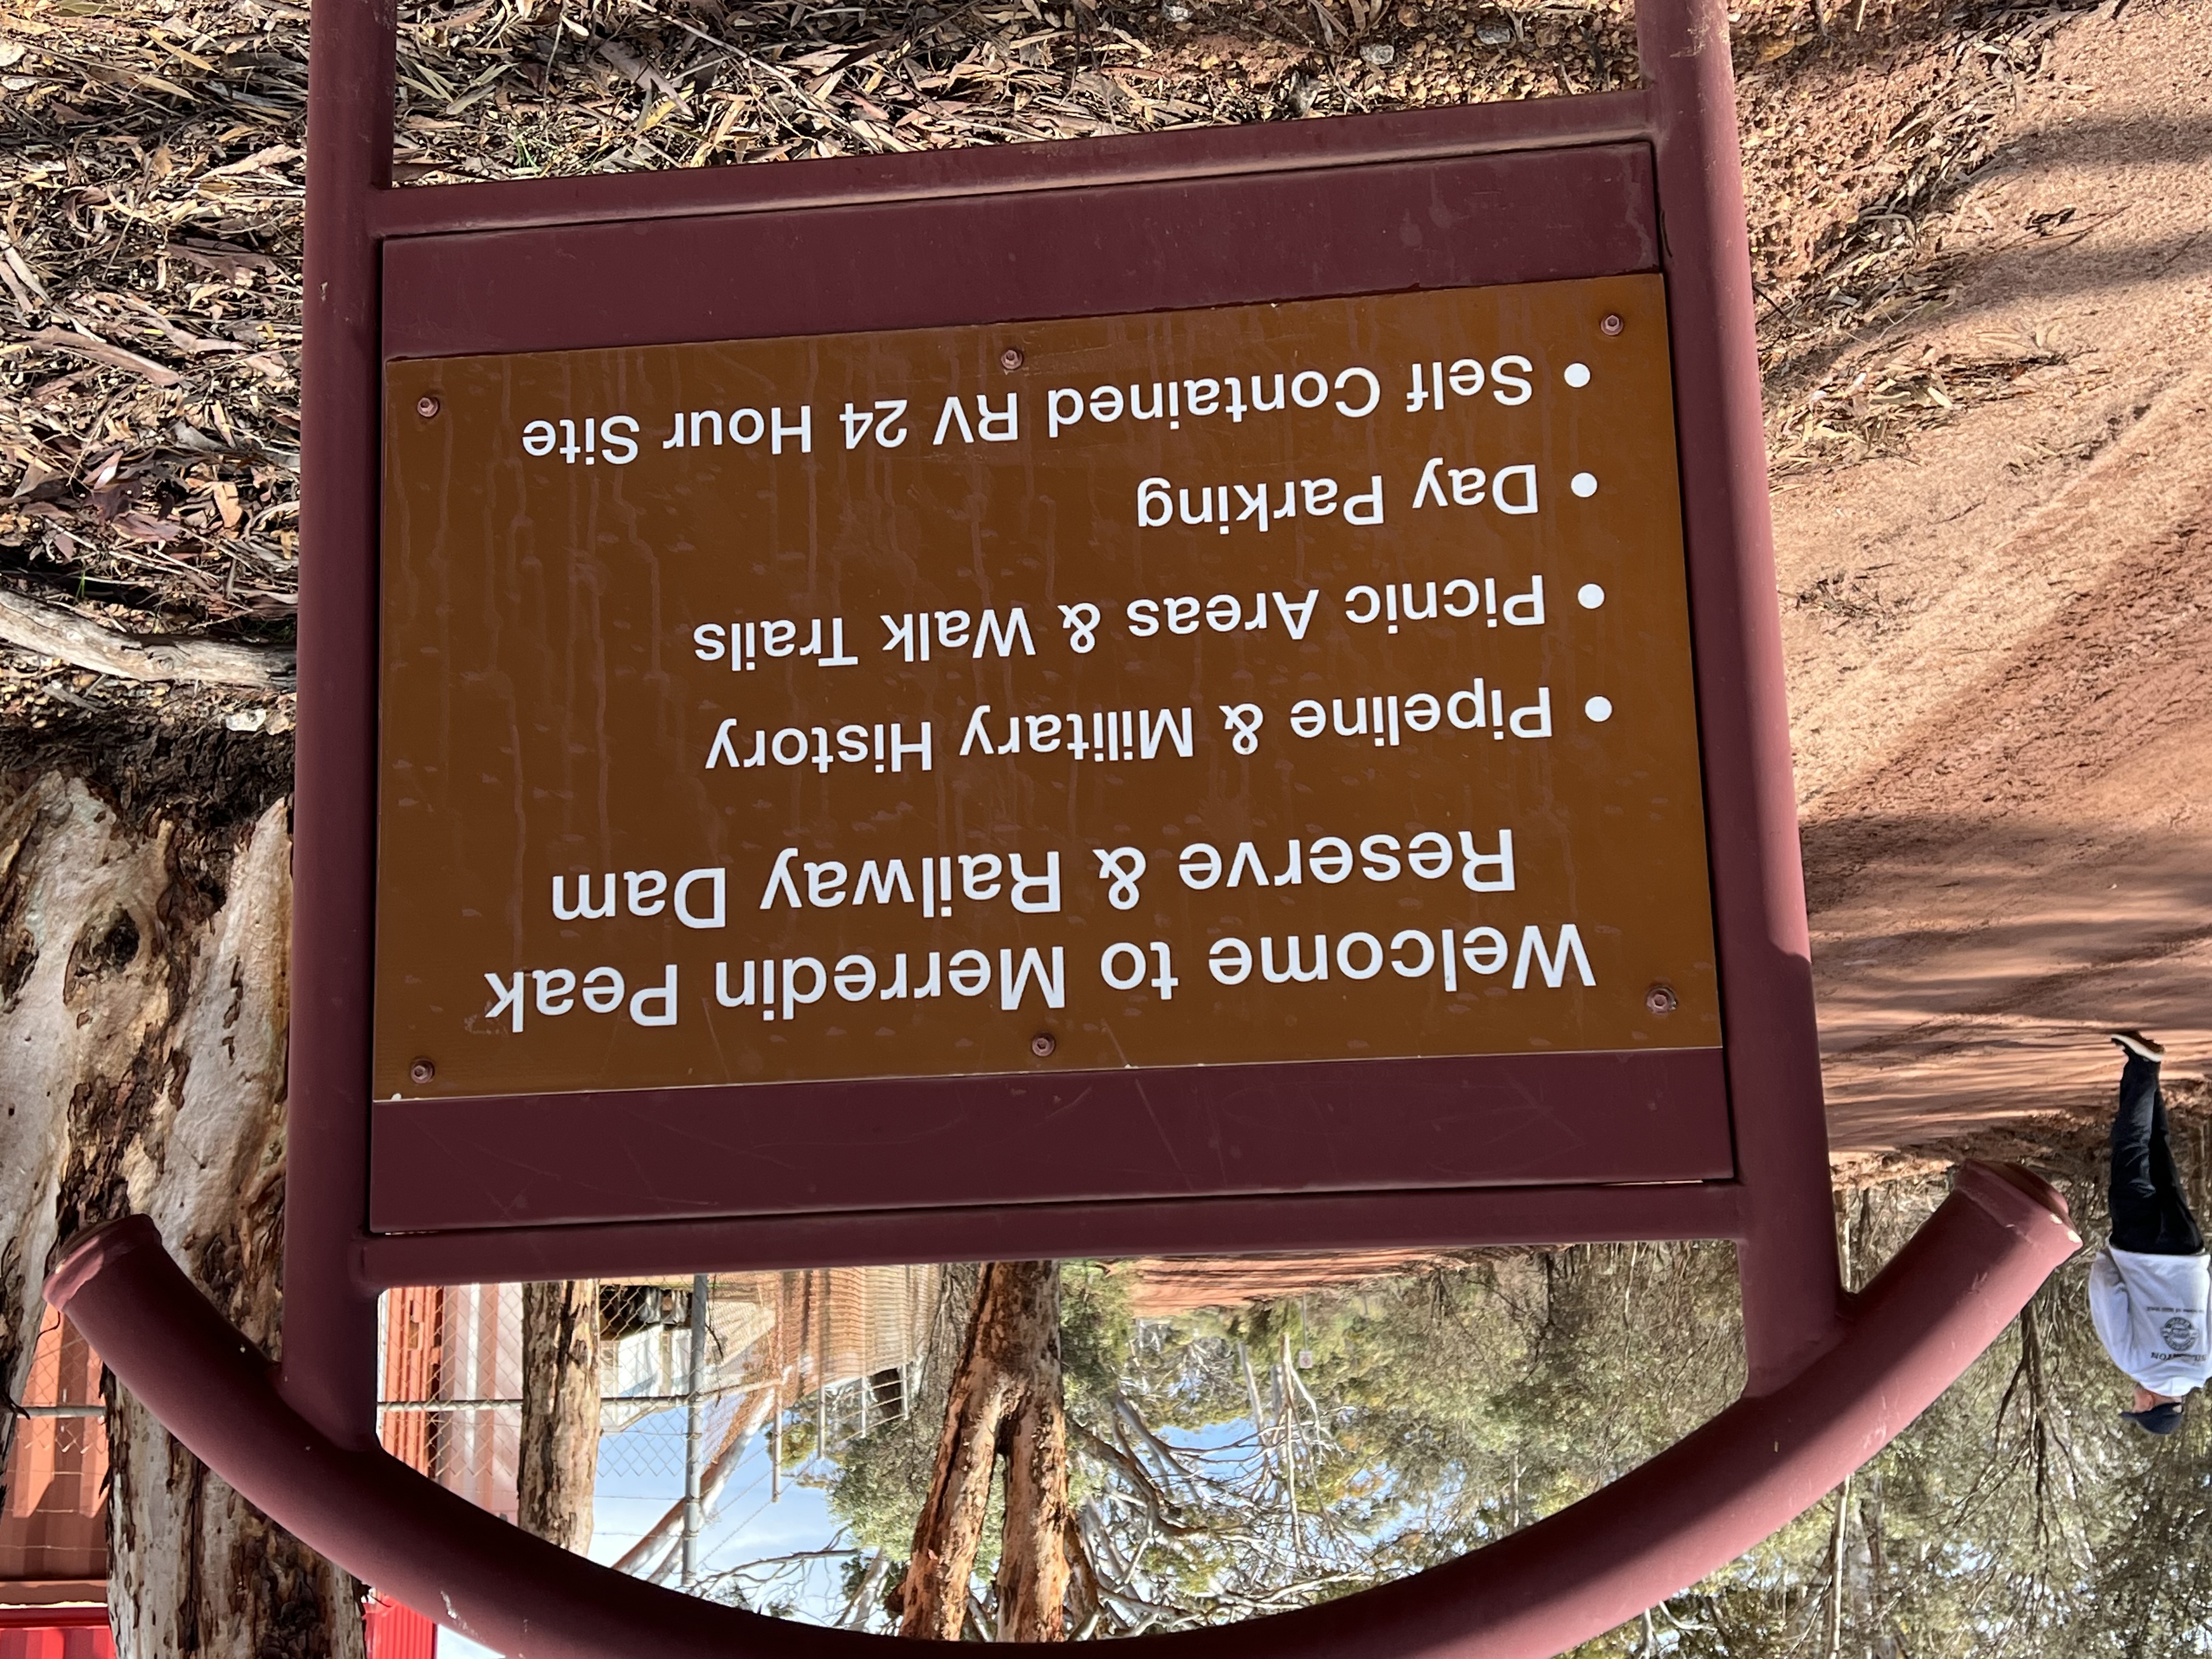 Welcome to Merredin Peak
Reserve & Railway Dam
• Pipeline & Military History
• Picnic Areas & Walk Trails
• Day Parking
• Self Contained RV 24 Hour Site